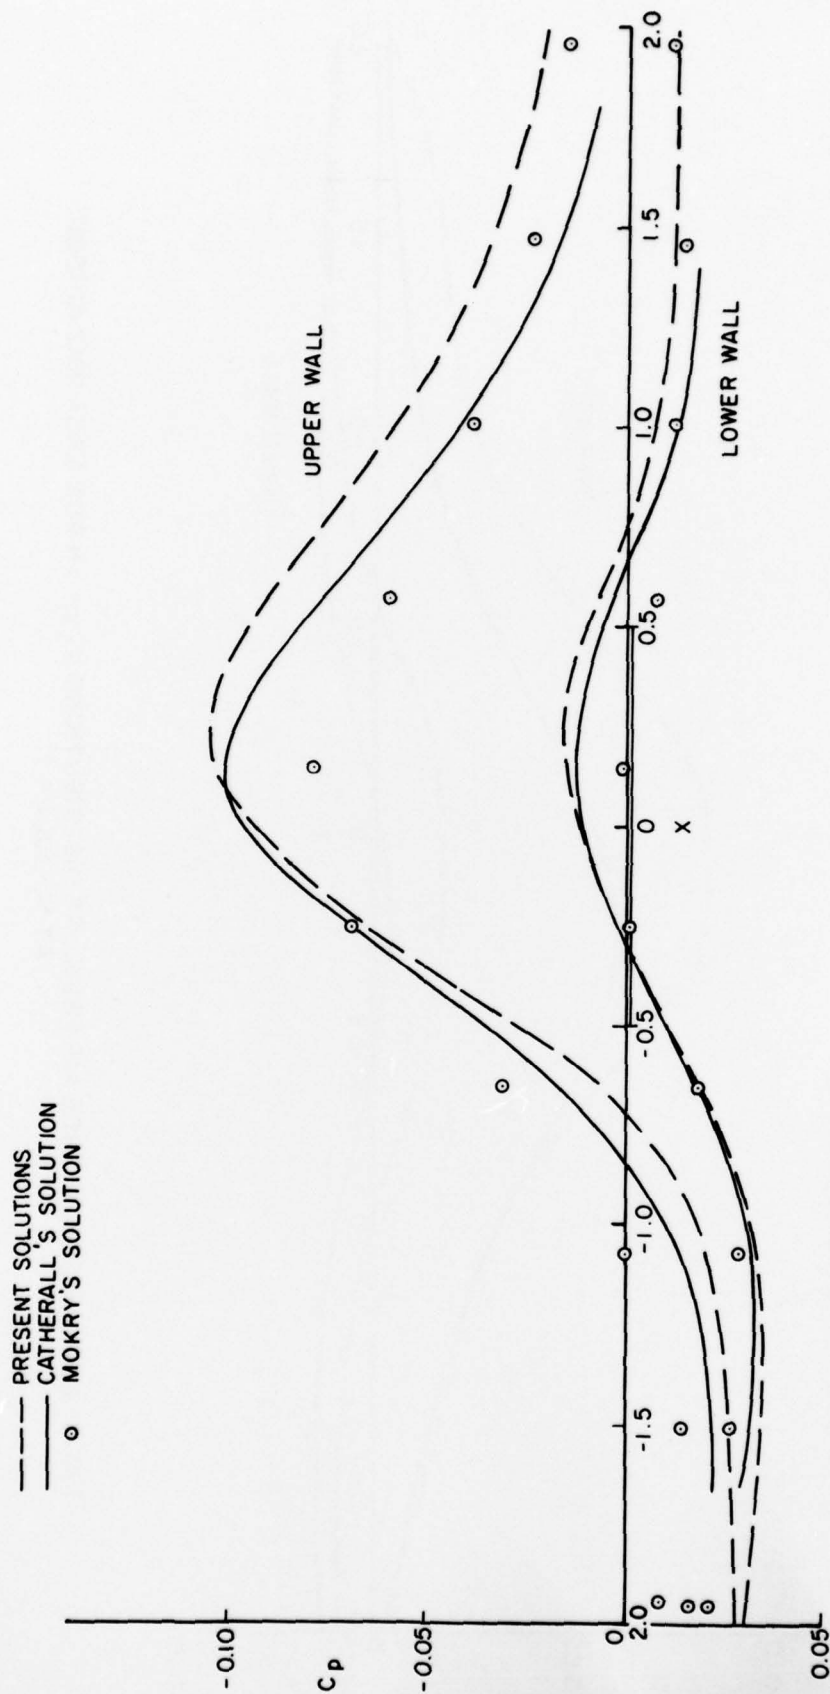 PRESENT SOLUTIONS
CATHERALL'S SOLUTION
MOKRY'S SOLUTION
UPPER WALL
LOWER WALL
-0.10
-0.05
0
0.05
Cp
2.0
-1.5
-1.0
-0.5
0
0.5
1.0
1.5
2.0
X